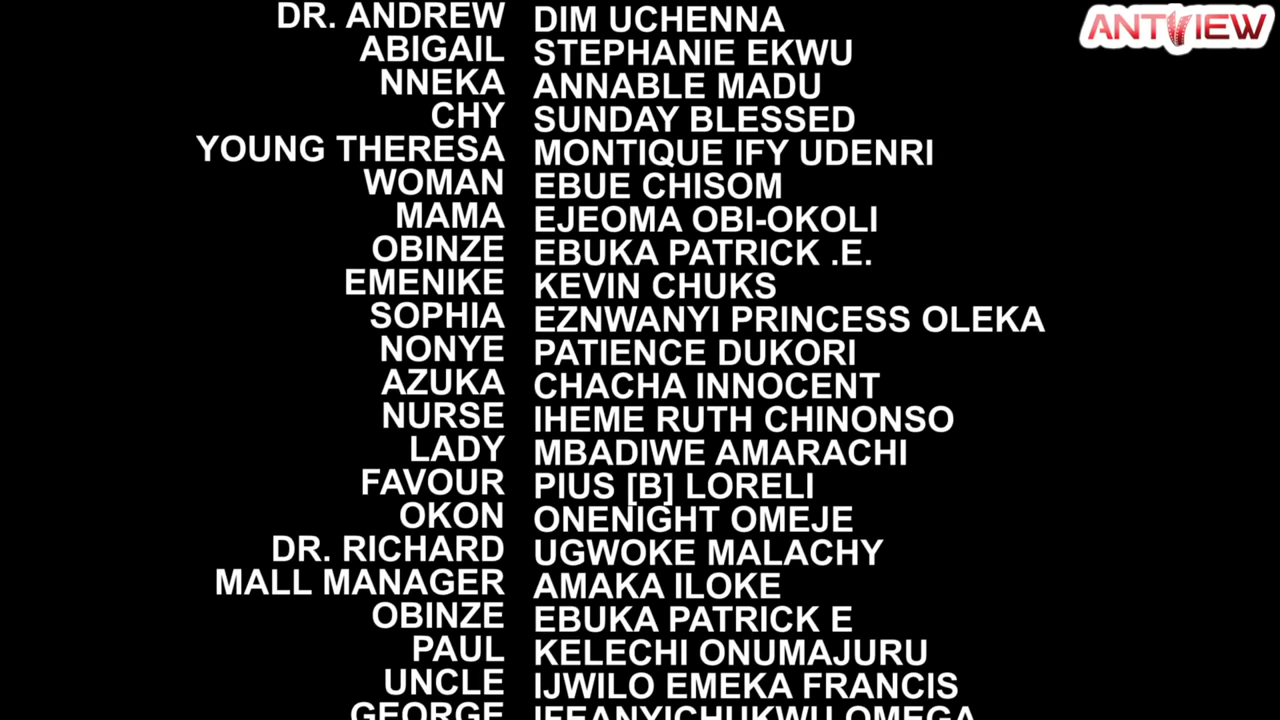 ANTVIEW
DR. ANDREW DIM UCHENNA
ABIGAIL STEPHANIE EKWU
NNEKA ANNABLE MADU
CHY SUNDAY BLESSED
YOUNG THERESA MONTIQUE IFY UDENRI
WOMAN EBUE CHISOM
MAMA EJEOMA OBI-OKOLI
OBINZE EBUKA PATRICK .E.
EMENIKE KEVIN CHUKS
SOPHIA EZNWANYI PRINCESS OLEKA
NONYE PATIENCE DUKORI
AZUKA CHACHA INNOCENT
NURSE IHEME RUTH CHINONSO
LADY MBADIWE AMARACHI
FAVOUR PIUS [B] LORELI
OKON ONENIGHT OMEJE
DR. RICHARD UGWOKE MALACHY
MALL MANAGER AMAKA ILOKE
OBINZE EBUKA PATRICK E
PAUL KELECHI ONUMAJURU
UNCLE IJWILO EMEKA FRANCIS
GEORGE IFEANYICHUKWU OMEGA